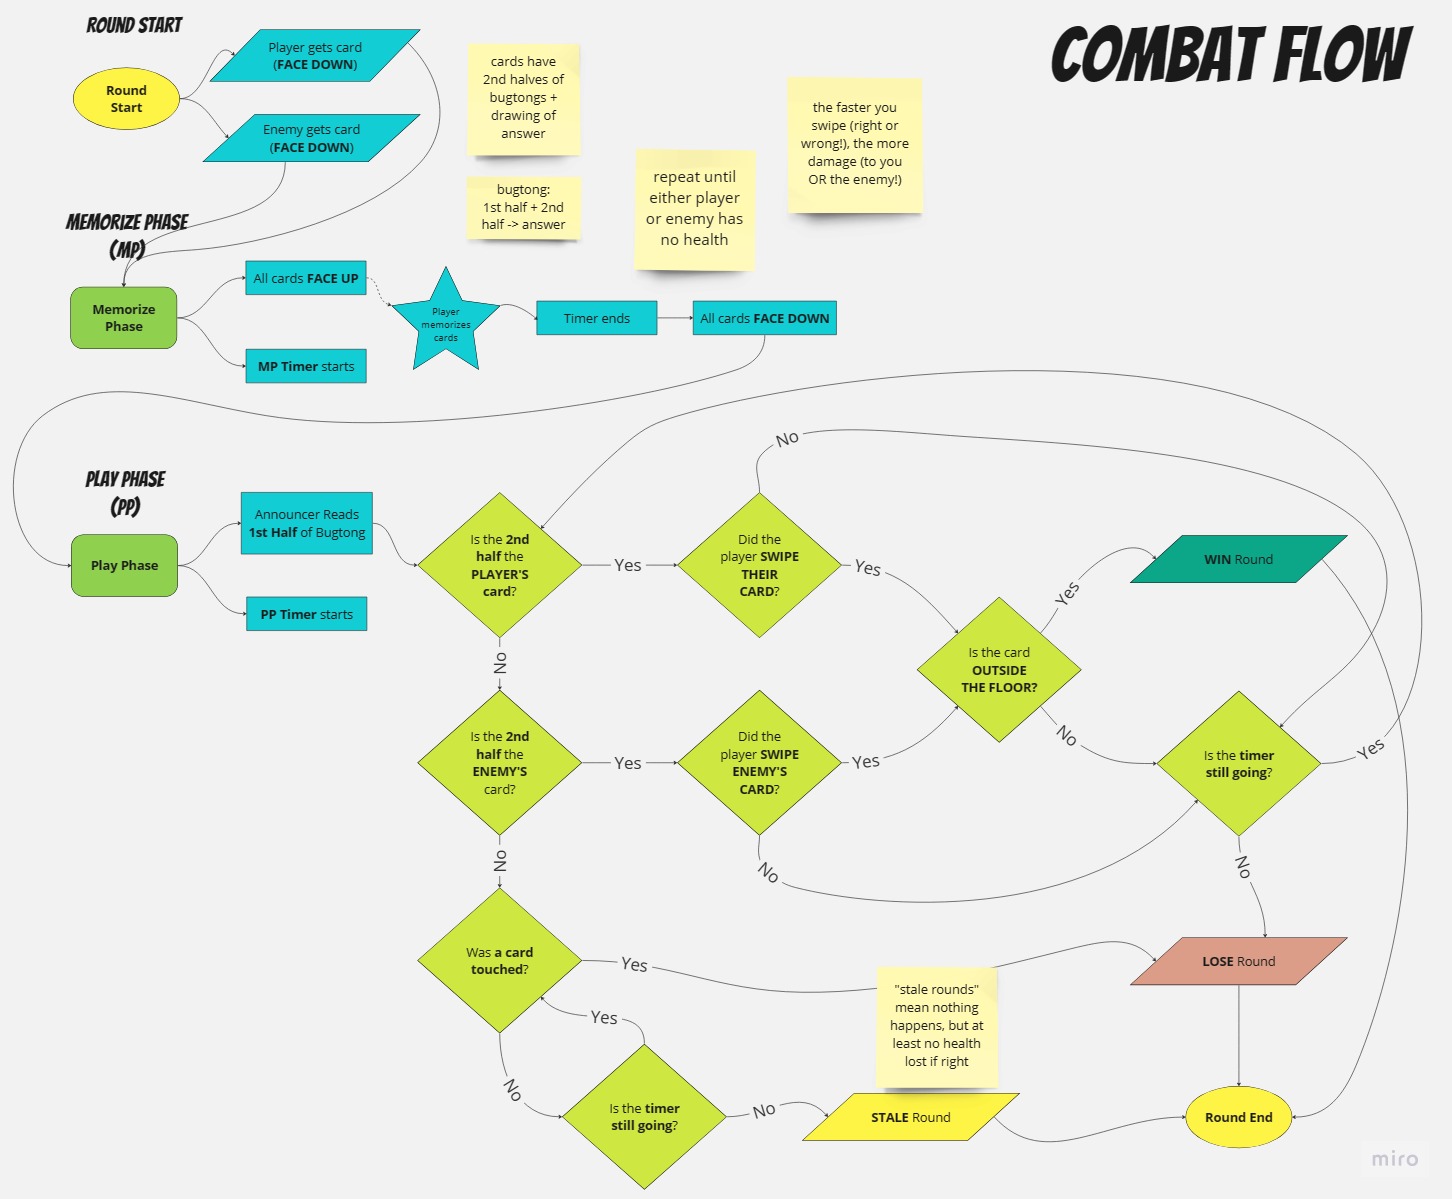 COMBAT FLOW
ROUND START
Round
Start
Player gets card
(FACE DOWN)
Enemy gets card
(FACE DOWN)
cards have
2nd halves of
bugtongs +
drawing of
answer
bugtong:
1st half + 2nd
half -> answer
repeat until
either player
or enemy has
no health
the faster you
swipe (right or
wrong!), the more
damage (to you
OR the enemy!)
MEMORIZE PHASE
(MP)
Memorize
Phase
All cards FACE UP
MP Timer starts
Player
memorizes
cards
Timer ends
All cards FACE DOWN
PLAY PHASE
(PP)
Play Phase
Announcer Reads
1st Half of Bugtong
PP Timer starts
Is the 2nd
half the
PLAYER'S
card?
Yes
No
Did the
player SWIPE
THEIR
CARD?
No
Yes
Is the 2nd
half the
ENEMY'S
card?
Yes
No
Did the
player SWIPE
ENEMY'S
CARD?
Yes
No
Is the card
OUTSIDE
THE FLOOR?
Yes
No
WIN Round
Is the timer
still going?
Yes
No
Was a card
touched?
Yes
No
Is the timer
still going?
Yes
No
"stale rounds"
mean nothing
happens, but at
least no health
lost if right
STALE Round
LOSE Round
Round End
miro